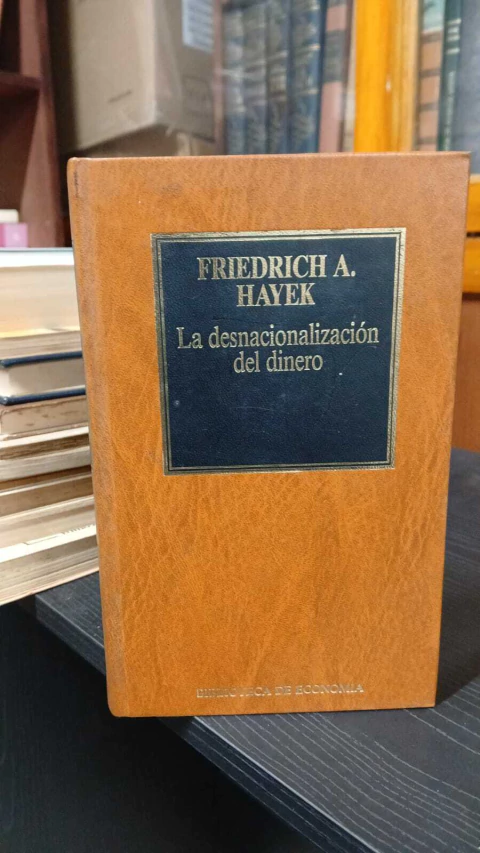 FRIEDRICH A.
HAYEK
La desnacionalización
del dinero
BIBLIOTECA DE ECONOMIA